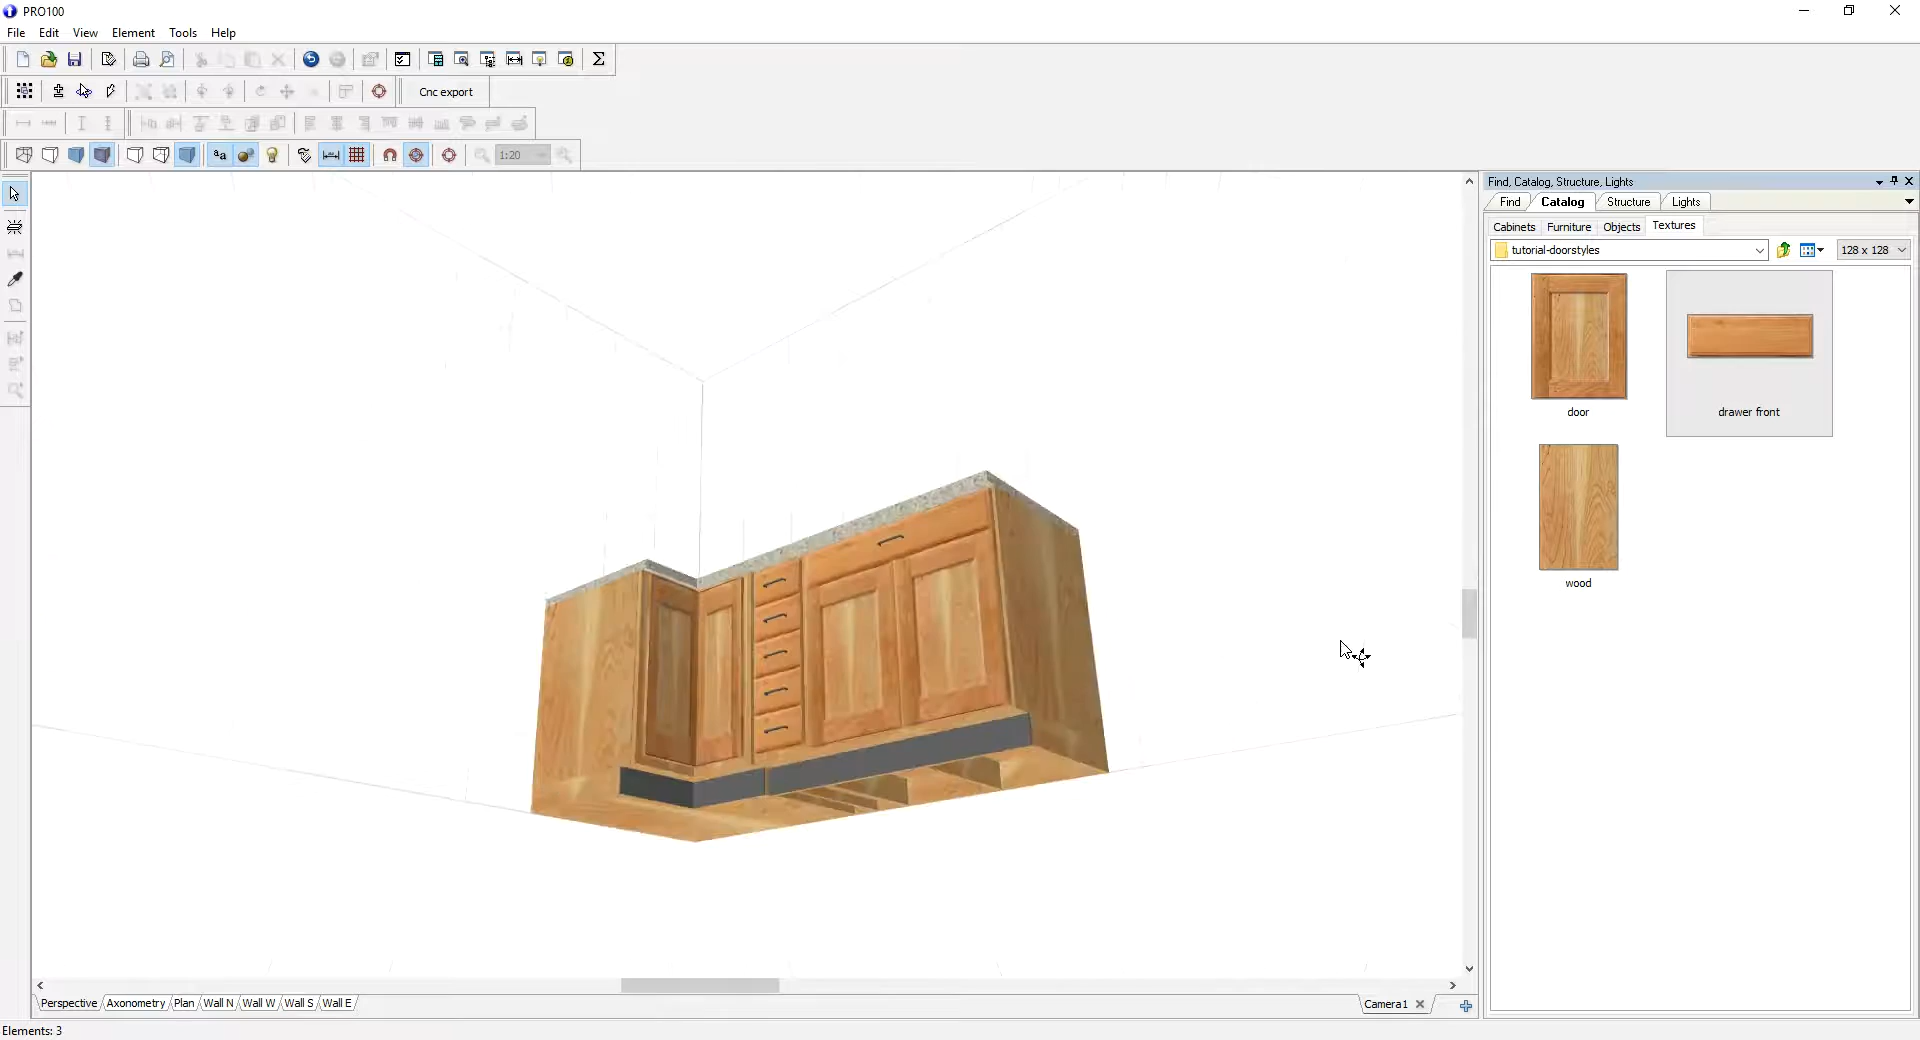 PRO100
File Edit View Element Tools Help
Cnc export
aa 1:20
Find, Catalog, Structure, Lights
Find Catalog Structure Lights
Cabinets Furniture Objects Textures
tutorial-doorstyles 128 x 128
door drawer front
wood
Perspective Axonometry Plan Wall N Wall W Wall S Wall E Camera1
Elements: 3